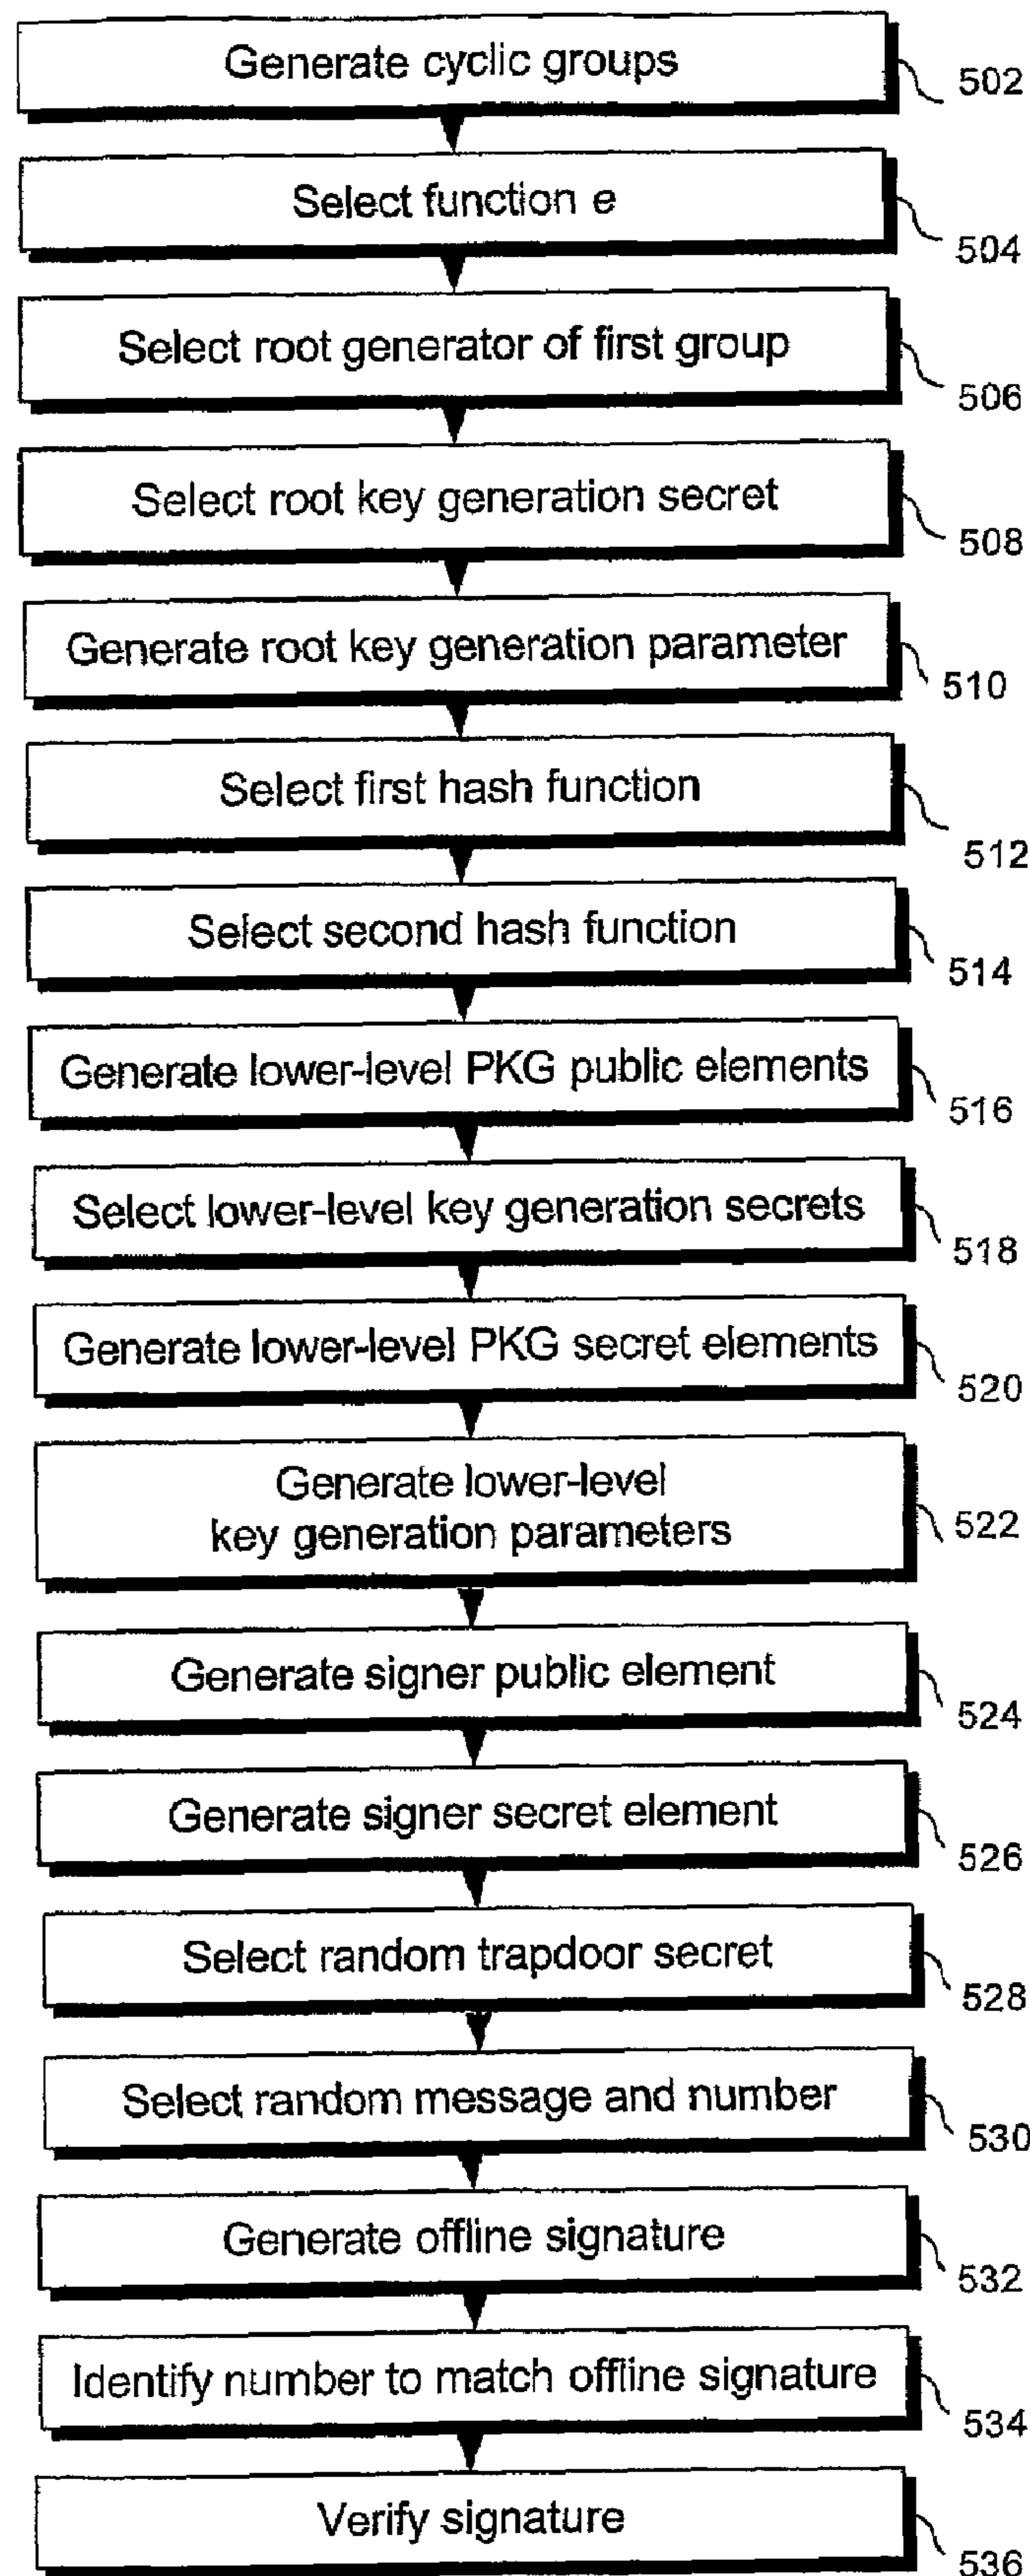 Generate cyclic groups
502
Select function e
504
Select root generator of first group
506
Select root key generation secret
508
Generate root key generation parameter
510
Select first hash function
512
Select second hash function
514
Generate lower-level PKG public elements
516
Select lower-level key generation secrets
518
Generate lower-level PKG secret elements
520
Generate lower-level
key generation parameters
522
Generate signer public element
524
Generate signer secret element
526
Select random trapdoor secret
528
Select random message and number
530
Generate offline signature
532
Identify number to match offline signature
534
Verify signature
536